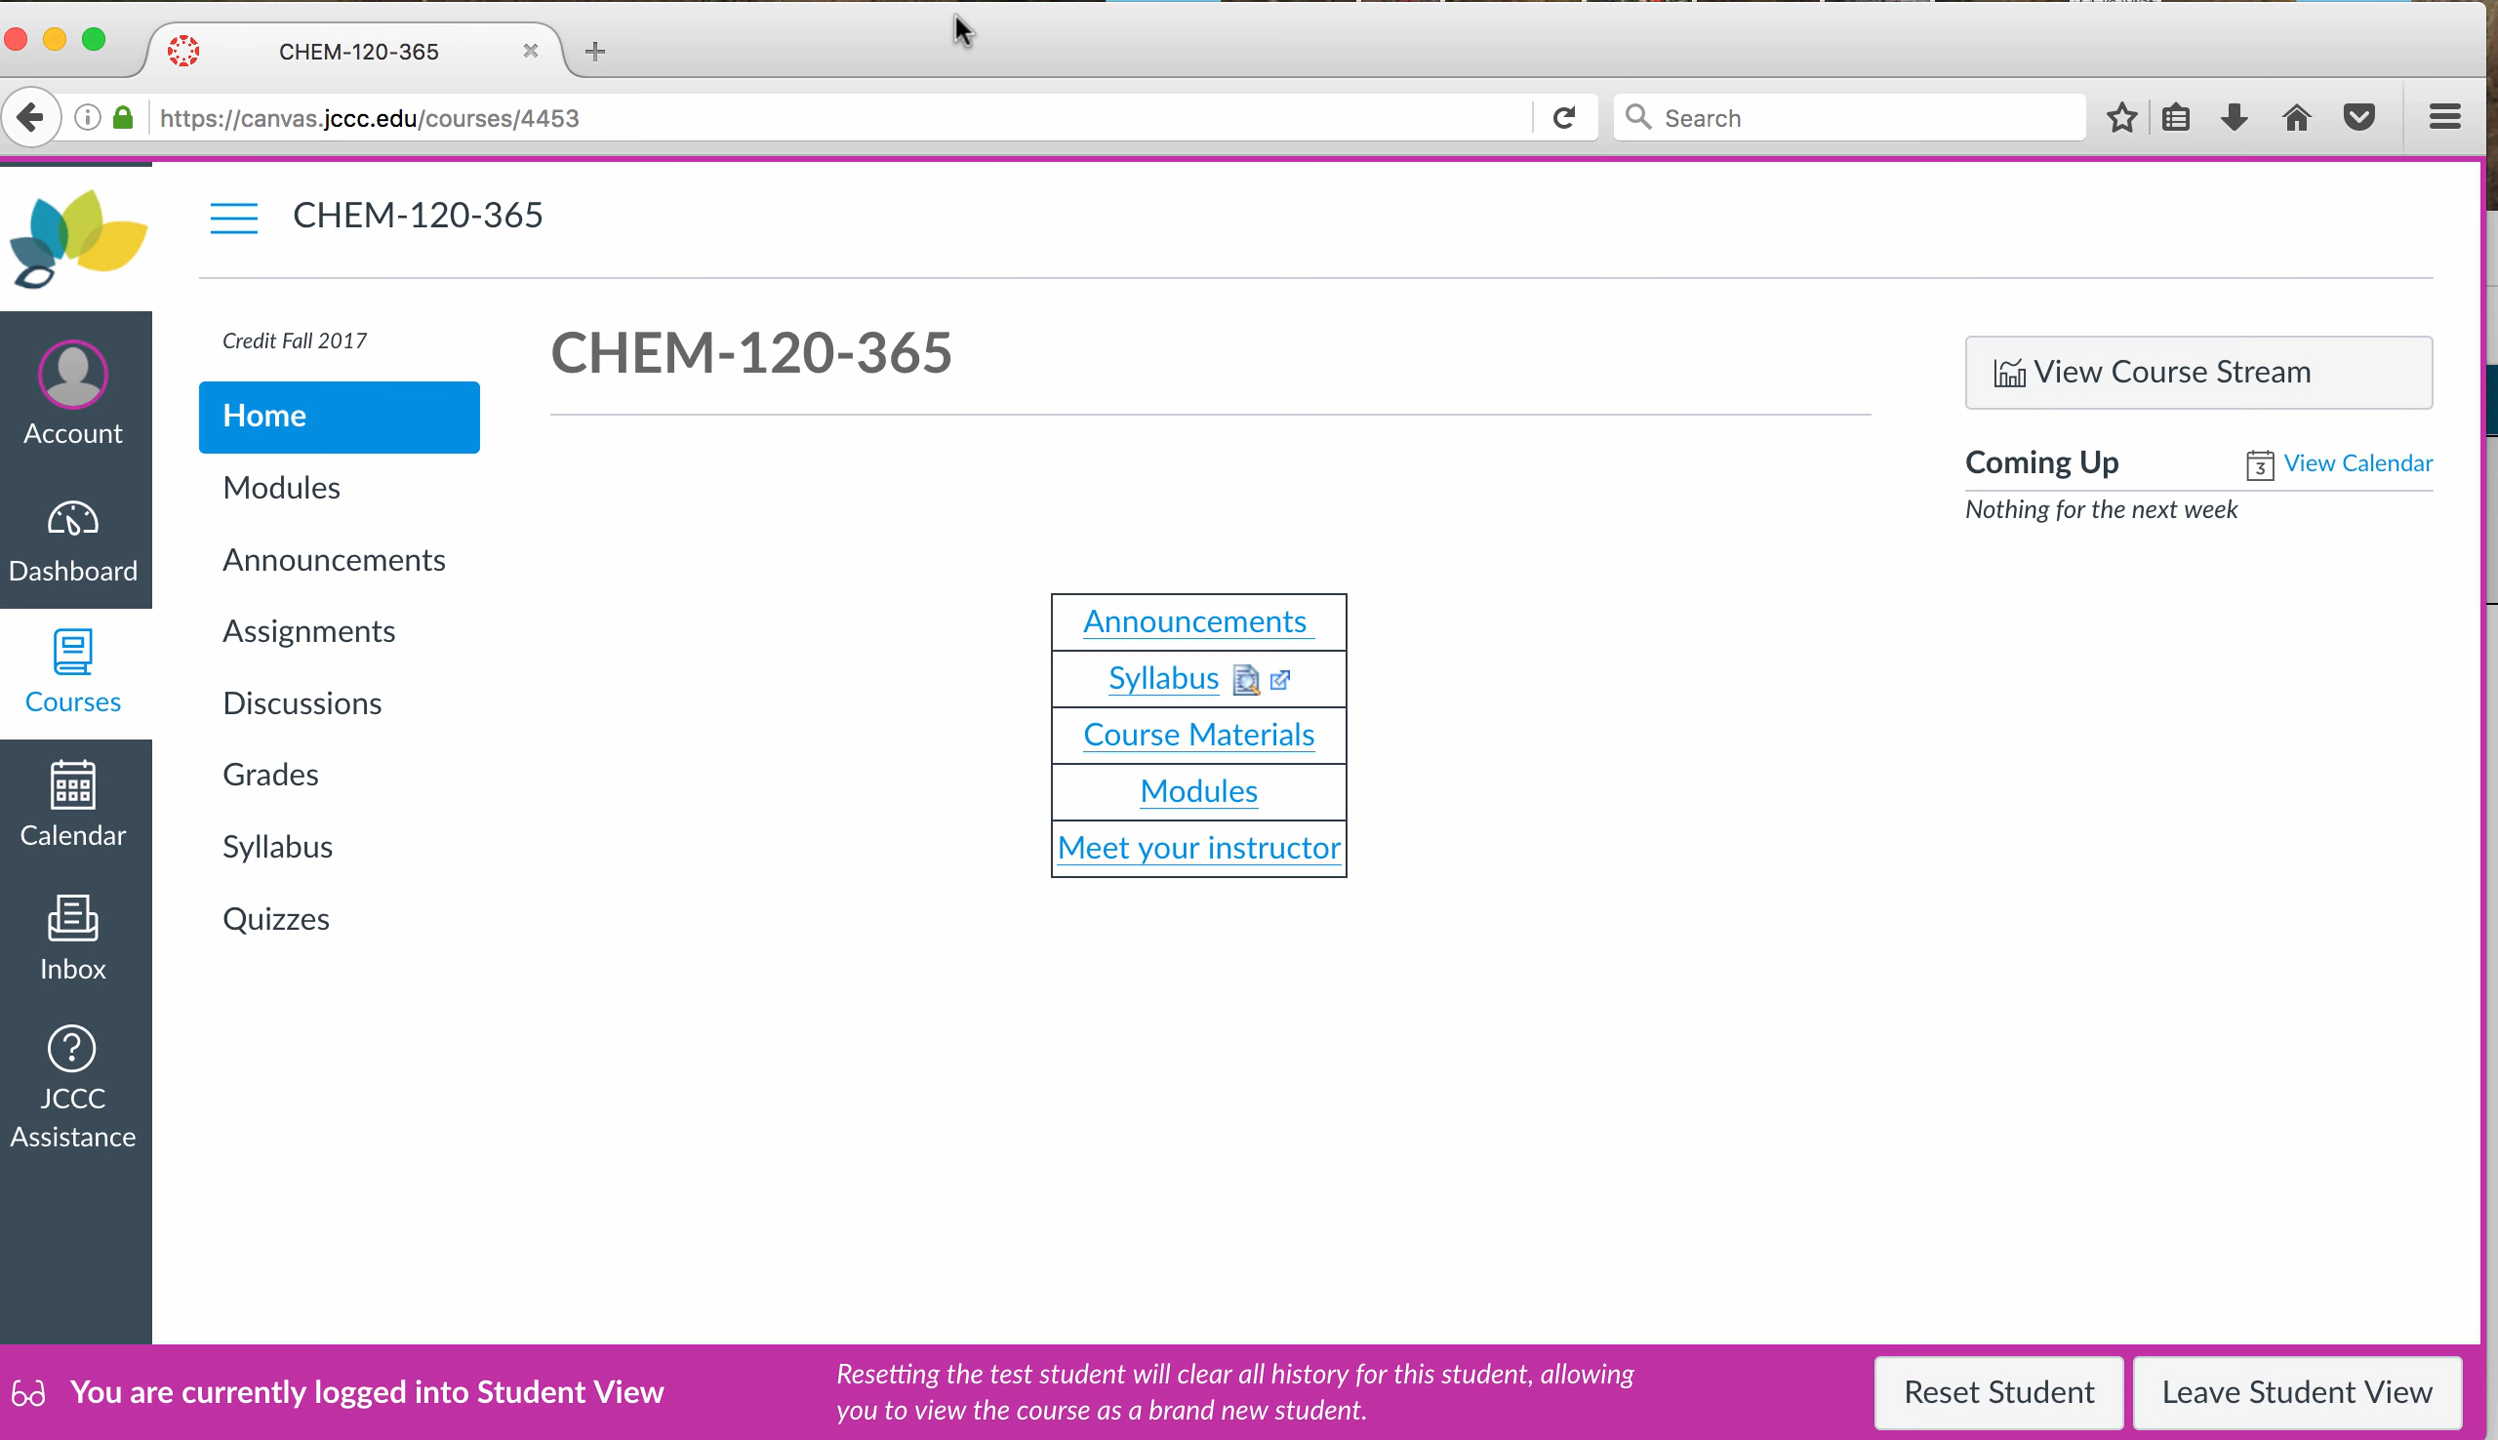 CHEM-120-365
https://canvas.jccc.edu/courses/4453
Search
CHEM-120-365
Account
Dashboard
Courses
Calendar
Inbox
JCCC
Assistance
Credit Fall 2017
Home
Modules
Announcements
Assignments
Discussions
Grades
Syllabus
Quizzes
CHEM-120-365
Announcements
Syllabus
Course Materials
Modules
Meet your instructor
View Course Stream
Coming Up
3 View Calendar
Nothing for the next week
You are currently logged into Student View
Resetting the test student will clear all history for this student, allowing
you to view the course as a brand new student.
Reset Student
Leave Student View